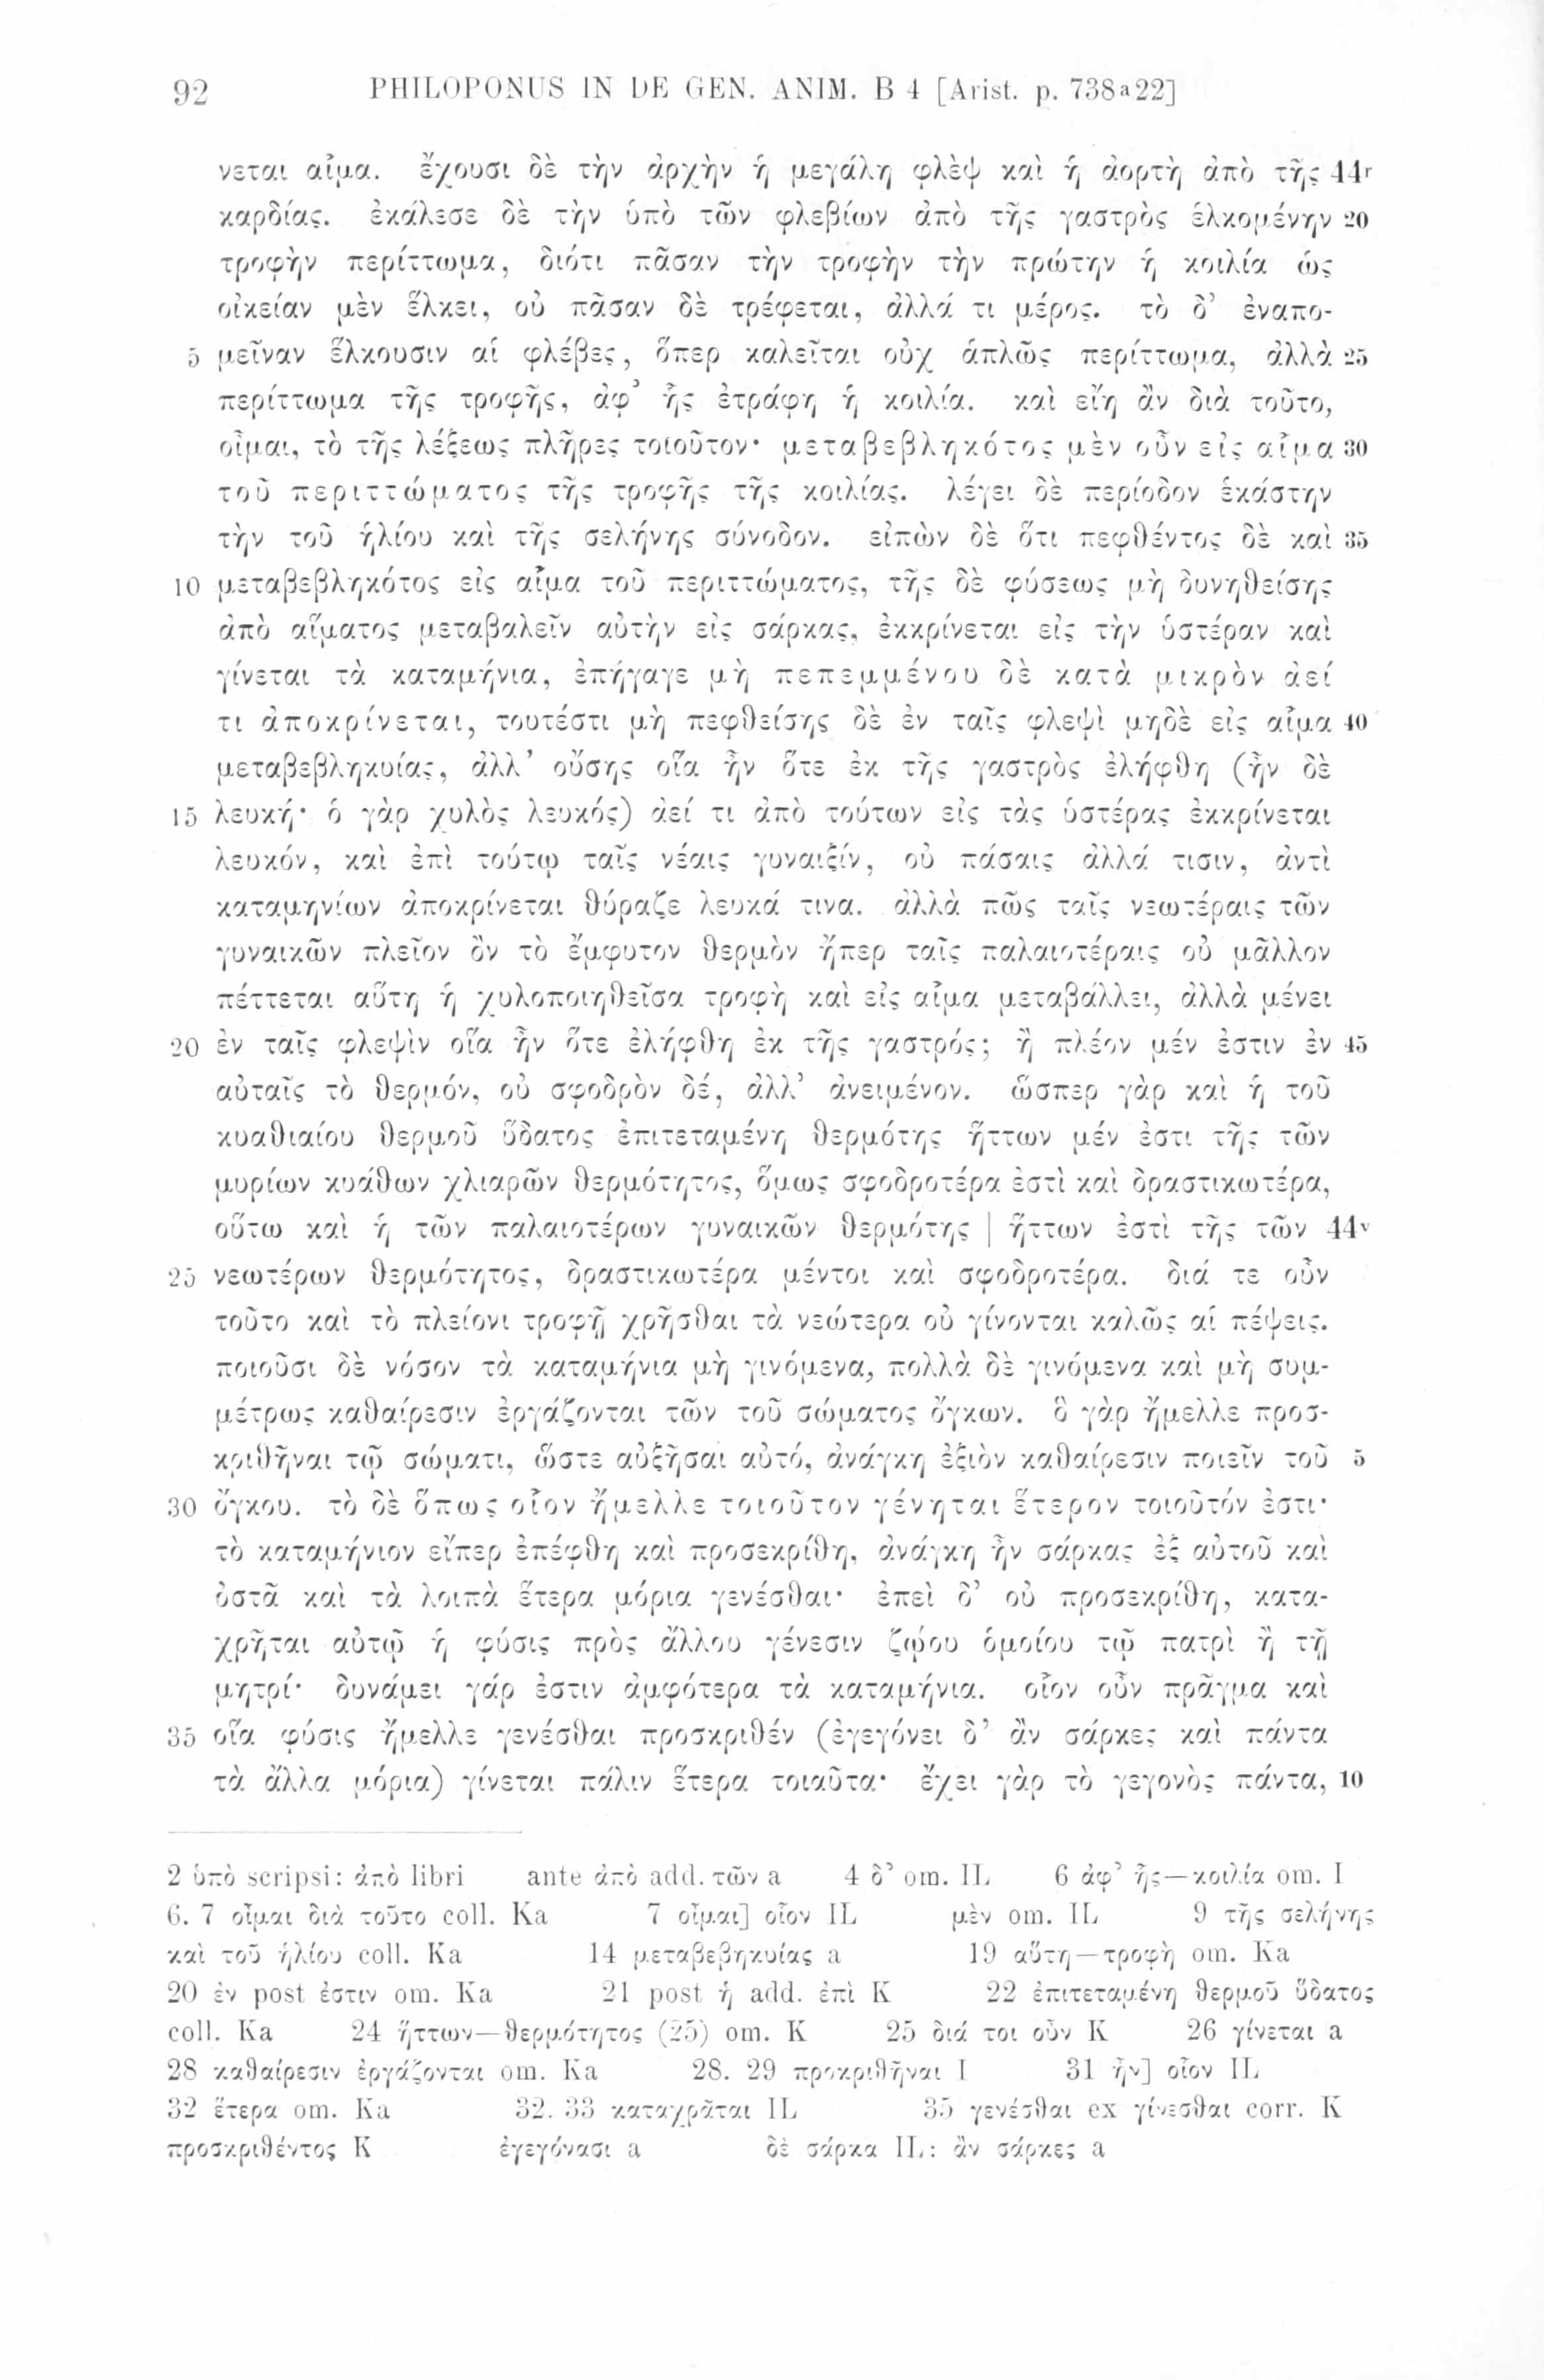 92 PHILOPONUS IN DE GEN. ANIM. B 4 [Arist. p. 738a22]
νεται αἷμα. ἔχουσι δὲ τὴν ἀρχὴν ἡ μεγάλη φλὲψ καὶ ἡ ἀορτὴ ἀπὸ τῆς 44r
καρδίας. ἐκάλεσε δὲ τὴν ὑπὸ τῶν φλεβίων ἀπὸ τῆς γαστρὸς ἑλκομένην 20
τροφὴν περίττωμα, διότι πᾶσαν τὴν τροφὴν τὴν πρώτην ἡ κοιλία ὡς
οἰκείαν μὲν ἕλκει, οὐ πᾶσαν δὲ τρέφεται, ἀλλά τι μέρος. τὸ δ’ ἐναπο-
5 μεῖναν ἕλκουσιν αἱ φλέβες, ὅπερ καλεῖται οὐχ ἁπλῶς περίττωμα, ἀλλὰ 25
περίττωμα τῆς τροφῆς, ἀφ’ ἧς ἐτράφη ἡ κοιλία. καὶ εἴη ἂν διὰ τοῦτο,
οἶμαι, τὸ τῆς λέξεως πλῆρες τοιοῦτον· μεταβεβληκότος μὲν οὖν εἰς αἷμα 30
τοῦ περιττώματος τῆς τροφῆς τῆς κοιλίας. λέγει δὲ περίοδον ἑκάστην
τὴν τοῦ ἡλίου καὶ τῆς σελήνης σύνοδον. εἰπὼν δὲ ὅτι πεφθέντος δὲ καὶ 35
10 μεταβεβληκότος εἰς αἷμα τοῦ περιττώματος, τῆς δὲ φύσεως μὴ δυνηθείσης
ἀπὸ αἵματος μεταβαλεῖν αὐτὴν εἰς σάρκας, ἐκκρίνεται εἰς τὴν ὑστέραν καὶ
γίνεται τὰ καταμήνια, ἐπήγαγε μὴ πεπεμμένου δὲ κατὰ μικρὸν ἀεί
τι ἀποκρίνεται, τουτέστι μὴ πεφθείσης δὲ ἐν ταῖς φλεψὶ μηδὲ εἰς αἷμα 40
μεταβεβληκυίας, ἀλλ’ οὔσης οἵα ἦν ὅτε ἐκ τῆς γαστρὸς ἐλήφθη (ἦν δὲ
15 λευκή· ὁ γὰρ χυλὸς λευκός) ἀεί τι ἀπὸ τούτων εἰς τὰς ὑστέρας ἐκκρίνεται
λευκόν, καὶ ἐπὶ τούτῳ ταῖς νέαις γυναιξίν, οὐ πάσαις ἀλλά τισιν, ἀντὶ
καταμηνίων ἀποκρίνεται θύραζε λευκά τινα. ἀλλὰ πῶς ταῖς νεωτέραις τῶν
γυναικῶν πλεῖον ὂν τὸ ἔμφυτον θερμὸν ἤπερ ταῖς παλαιοτέραις οὐ μᾶλλον
πέττεται αὕτη ἡ χυλοποιηθεῖσα τροφὴ καὶ εἰς αἷμα μεταβάλλει, ἀλλὰ μένει
20 ἐν ταῖς φλεψὶν οἵα ἦν ὅτε ἐλήφθη ἐκ τῆς γαστρός; ἢ πλέον μέν ἐστιν ἐν 45
αὐταῖς τὸ θερμόν, οὐ σφοδρὸν δέ, ἀλλ’ ἀνειμένον. ὥσπερ γὰρ καὶ ἡ τοῦ
κυαθιαίου θερμοῦ ὕδατος ἐπιτεταμένη θερμότης ἥττων μέν ἐστι τῆς τῶν
μυρίων κυάθων χλιαρῶν θερμότητος, ὅμως σφοδροτέρα ἐστὶ καὶ δραστικωτέρα,
οὕτω καὶ ἡ τῶν παλαιοτέρων γυναικῶν θερμότης | ἥττων ἐστὶ τῆς τῶν 44v
25 νεωτέρων θερμότητος, δραστικωτέρα μέντοι καὶ σφοδροτέρα. διά τε οὖν
τοῦτο καὶ τὸ πλείονι τροφῇ χρῆσθαι τὰ νεώτερα οὐ γίνονται καλῶς αἱ πέψεις.
ποιοῦσι δὲ νόσον τὰ καταμήνια μὴ γινόμενα, πολλὰ δὲ γινόμενα καὶ μὴ συμ-
μέτρως καθαίρεσιν ἐργάζονται τῶν τοῦ σώματος ὄγκων. ὃ γὰρ ἤμελλε προσ-
κριθῆναι τῷ σώματι, ὥστε αὐξῆσαι αὐτό, ἀνάγκη ἐξιὸν καθαίρεσιν ποιεῖν τοῦ 5
30 ὄγκου. τὸ δὲ ὅπως οἷον ἤμελλε τοιοῦτον γένηται ἕτερον τοιοῦτόν ἐστι·
τὸ καταμήνιον εἴπερ ἐπέφθη καὶ προσεκρίθη, ἀνάγκη ἦν σάρκας ἐξ αὐτοῦ καὶ
ὀστᾶ καὶ τὰ λοιπὰ ἕτερα μόρια γενέσθαι· ἐπεὶ δ’ οὐ προσεκρίθη, κατα-
χρῆται αὐτῷ ἡ φύσις πρὸς ἄλλου γένεσιν ζῴου ὁμοίου τῷ πατρὶ ἢ τῇ
μητρί· δυνάμει γάρ ἐστιν ἀμφότερα τὰ καταμήνια. οἷον οὖν πρᾶγμα καὶ
35 οἵα φύσις ἤμελλε γενέσθαι προσκριθέν (ἐγεγόνει δ’ ἂν σάρκες καὶ πάντα
τὰ ἄλλα μόρια) γίνεται πάλιν ἕτερα τοιαῦτα· ἔχει γὰρ τὸ γεγονὸς πάντα, 10
2 ὑπὸ scripsi: ἀπὸ libri ante ἀπὸ add. τῶν a 4 δ’ om. IL 6 ἀφ’ ἧς—κοιλία om. I
6. 7 οἶμαι διὰ τοῦτο coll. Ka 7 οἶμαι] οἷον IL μὲν om. IL 9 τῆς σελήνης
καὶ τοῦ ἡλίου coll. Ka 14 μεταβεβηκυίας a 19 αὕτη—τροφὴ om. Ka
20 ἐν post ἐστιν om. Ka 21 post ἡ add. ἐπὶ K 22 ἐπιτεταμένη θερμοῦ ὕδατος
coll. Ka 24 ἥττων—θερμότητος (25) om. K 25 διά τοι οὖν K 26 γίνεται a
28 καθαίρεσιν ἐργάζονται om. Ka 28. 29 προκριθῆναι I 31 ἦν] οἷον IL
32 ἕτερα om. Ka 32. 33 καταχρᾶται IL 35 γενέσθαι ex γίνεσθαι corr. K
προσκριθέντος K ἐγεγόνασι a δὲ σάρκα IL: ἂν σάρκες a